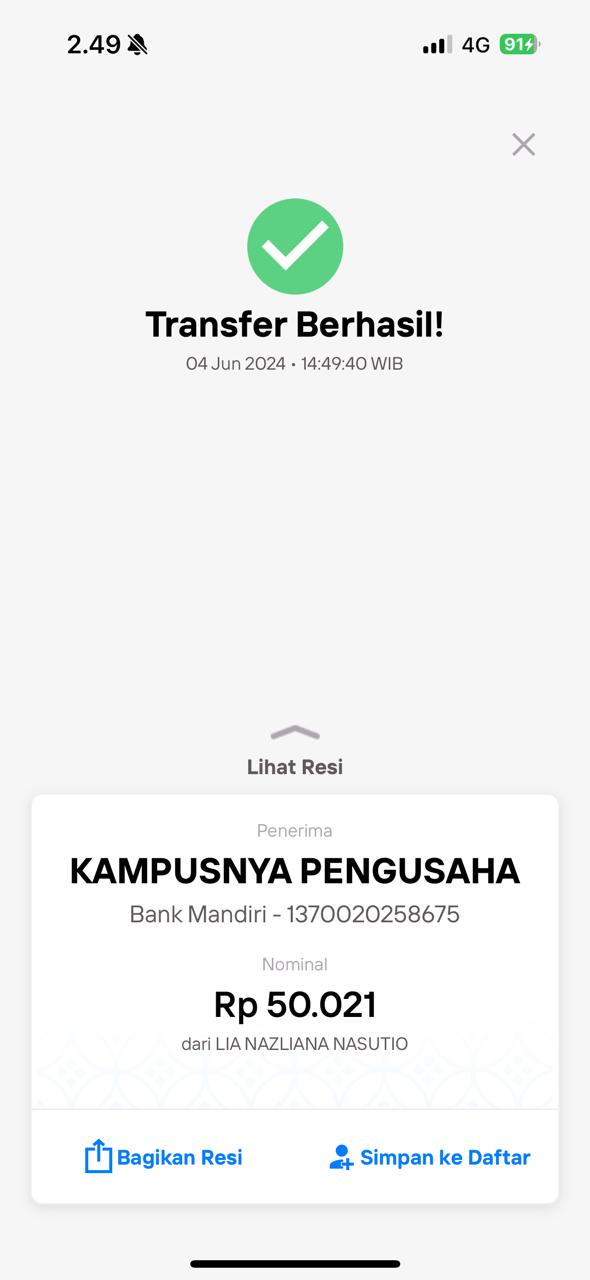 2.49
4G
91
Transfer Berhasil!
04 Jun 2024 • 14:49:40 WIB
Lihat Resi
Penerima
KAMPUSNYA PENGUSAHA
Bank Mandiri - 1370020258675
Nominal
Rp 50.021
dari LIA NAZLIANA NASUTIO
Bagikan Resi
Simpan ke Daftar